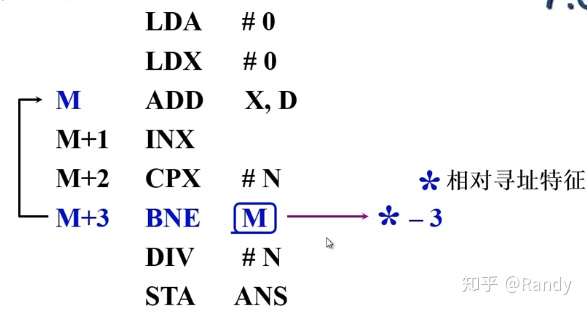 LDA # 0
LDX # 0
M ADD X, D
M+1 INX
M+2 CPX # N
* 相对寻址特征
M+3 BNE M * – 3
DIV # N
STA ANS
知乎 @Randy